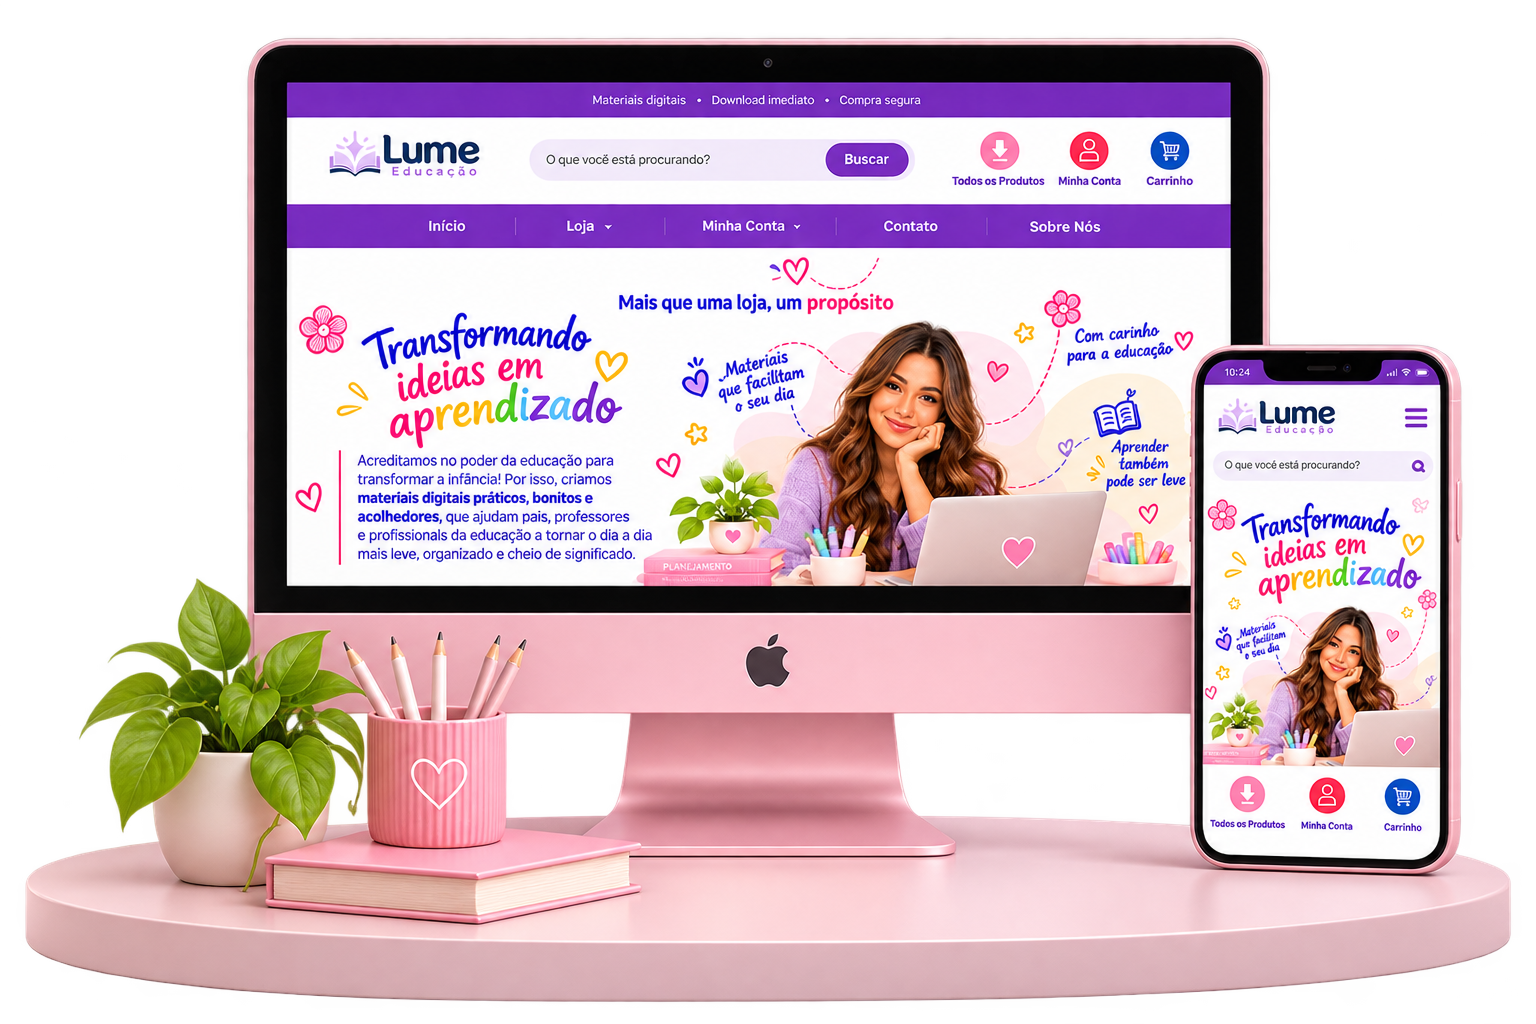 Materiais digitais • Download imediato • Compra segura
Lume
Educação
O que você está procurando?
Buscar
Todos os Produtos
Minha Conta
Carrinho
Início
Loja
Minha Conta
Contato
Sobre Nós
Mais que uma loja, um propósito
Transformando
ideias em
aprendizado
Acreditamos no poder da educação para
transformar a infância! Por isso, criamos
materiais digitais práticos, bonitos e
acolhedores, que ajudam pais, professores
e profissionais da educação a tornar o dia a dia
mais leve, organizado e cheio de significado.
Materiais
que facilitam
o seu dia
Com carinho
para a educação
Aprender
também
pode ser leve
PLANEJAMENTO
10:24
Lume
Educação
O que você está procurando?
Transformando
ideias em
aprendizado
Materiais
que facilitam
o seu dia
Todos os Produtos
Minha Conta
Carrinho